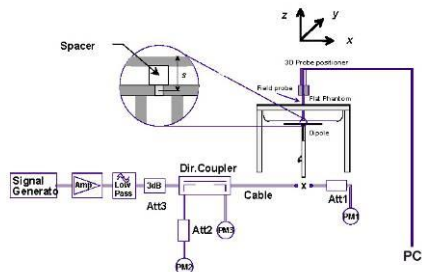 z
y
x
Spacer
s
3D Probe positioner
Field probe
Flat Phantom
Dipole
Dir.Coupler
Signal
Generato
Amp
Low
Pass
3dB
Att3
Cable
x
Att1
Att2
PM3
PM1
PM2
PC